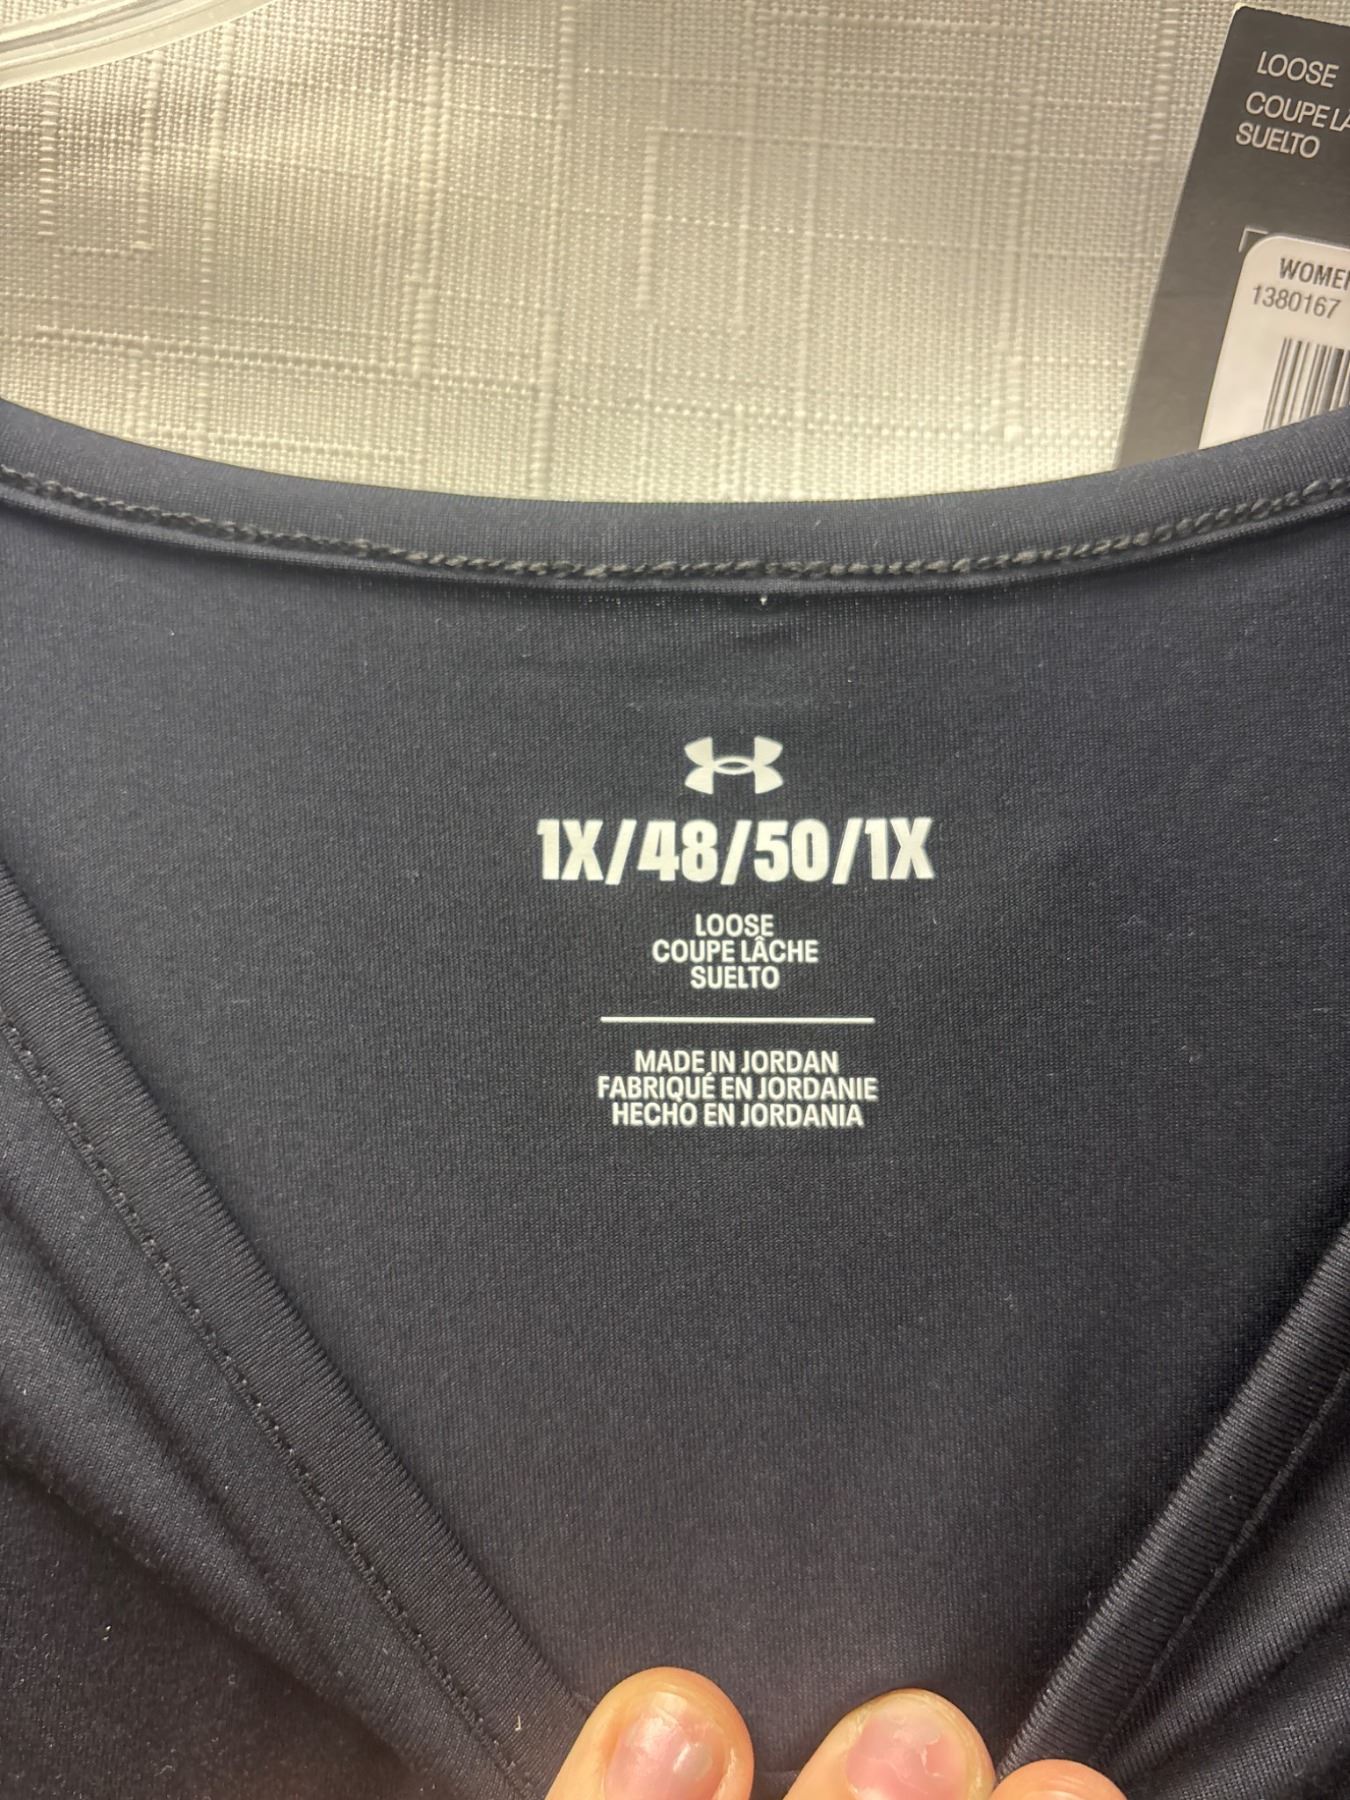 LOOSE
COUPE LÂ
SUELTO
WOMEN
1380167
1X/48/50/1X
LOOSE
COUPE LÂCHE
SUELTO
MADE IN JORDAN
FABRIQUÉ EN JORDANIE
HECHO EN JORDANIA